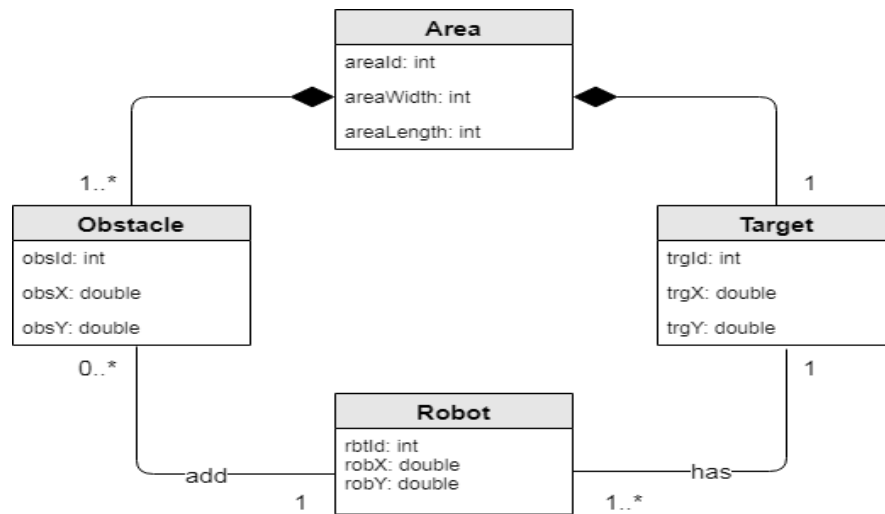 Area
areaId: int
areaWidth: int
areaLength: int
1..*
1
Obstacle
obsId: int
obsX: double
obsY: double
Target
trgId: int
trgX: double
trgY: double
0..*
1
Robot
rbtId: int
robX: double
robY: double
add
has
1
1..*